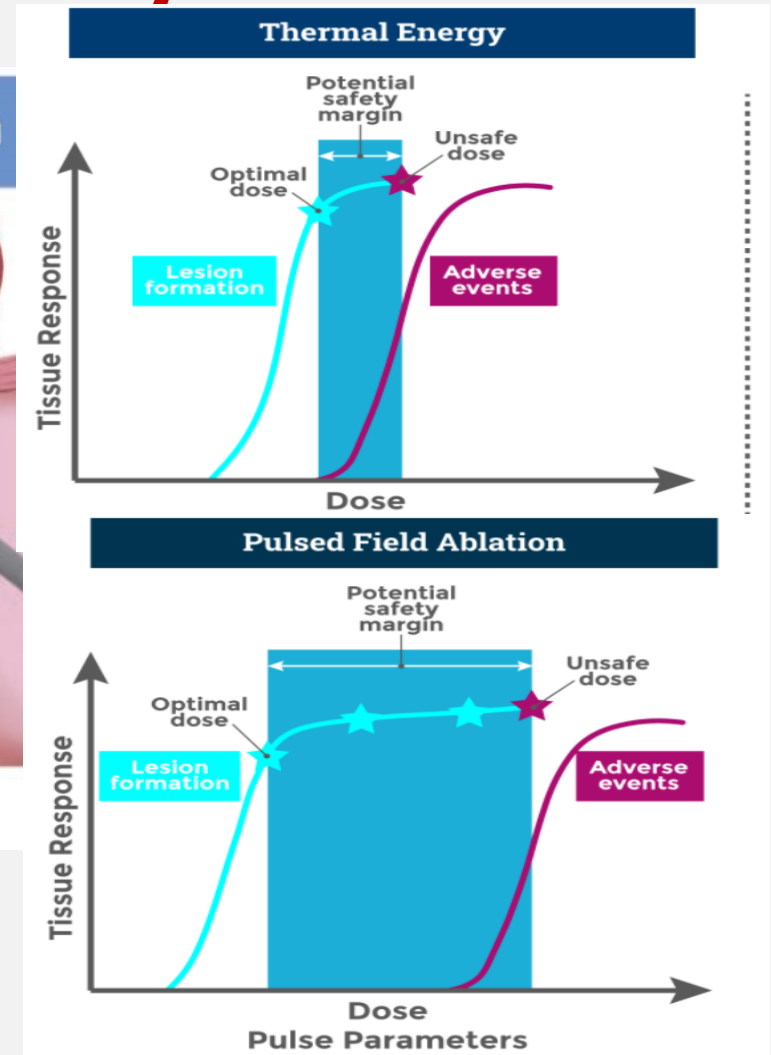 Thermal Energy
Potential
safety
margin
Unsafe
dose
Optimal
dose
Lesion
formation
Adverse
events
Tissue Response
Dose
Pulsed Field Ablation
Potential
safety
margin
Unsafe
dose
Optimal
dose
Lesion
formation
Adverse
events
Tissue Response
Dose
Pulse Parameters